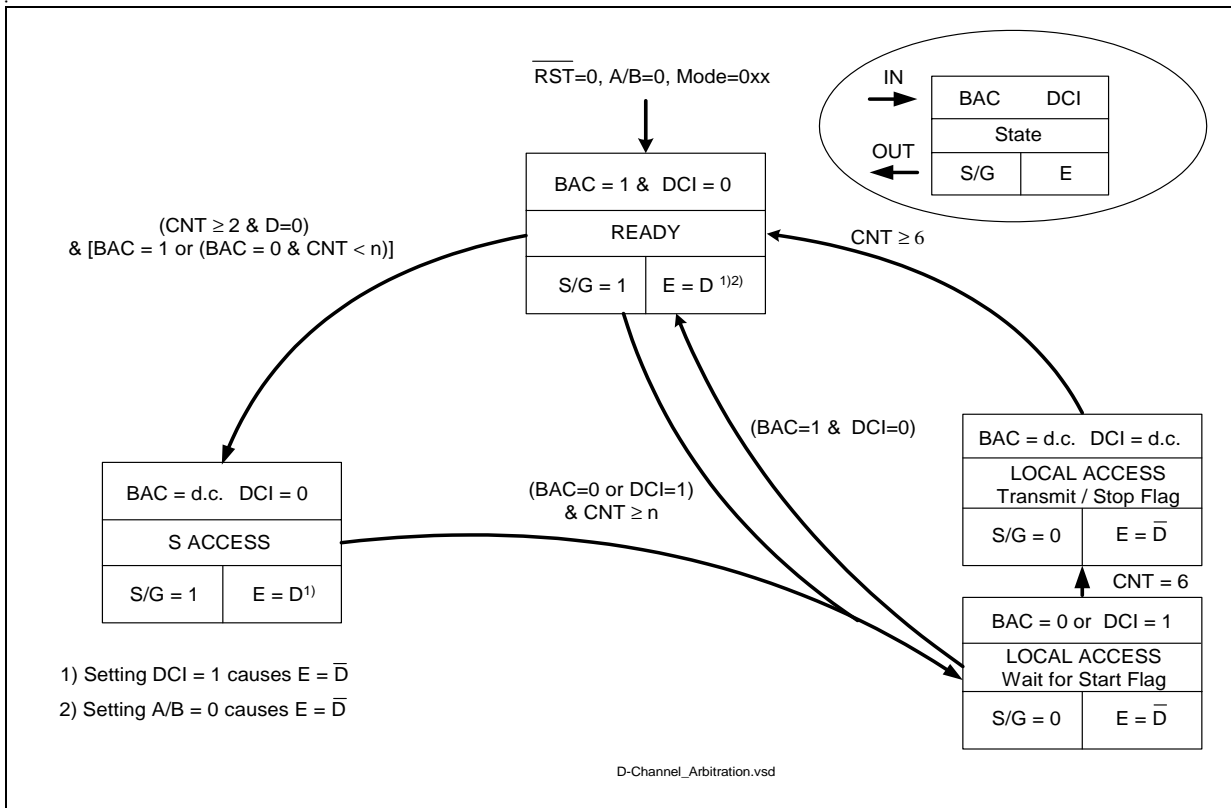 R̅S̅T̅=0, A/B=0, Mode=0xx
IN
BAC DCI
State
OUT
S/G E
BAC = 1 & DCI = 0
READY
S/G = 1 E = D 1)2)
(CNT ≥ 2 & D=0)
& [BAC = 1 or (BAC = 0 & CNT < n)]
CNT ≥ 6
(BAC=1 & DCI=0)
(BAC=0 or DCI=1)
& CNT ≥ n
BAC = d.c. DCI = 0
S ACCESS
S/G = 1 E = D1)
BAC = d.c. DCI = d.c.
LOCAL ACCESS
Transmit / Stop Flag
S/G = 0 E = D̅
CNT = 6
BAC = 0 or DCI = 1
LOCAL ACCESS
Wait for Start Flag
S/G = 0 E = D̅
1) Setting DCI = 1 causes E = D̅
2) Setting A/B = 0 causes E = D̅
D-Channel_Arbitration.vsd